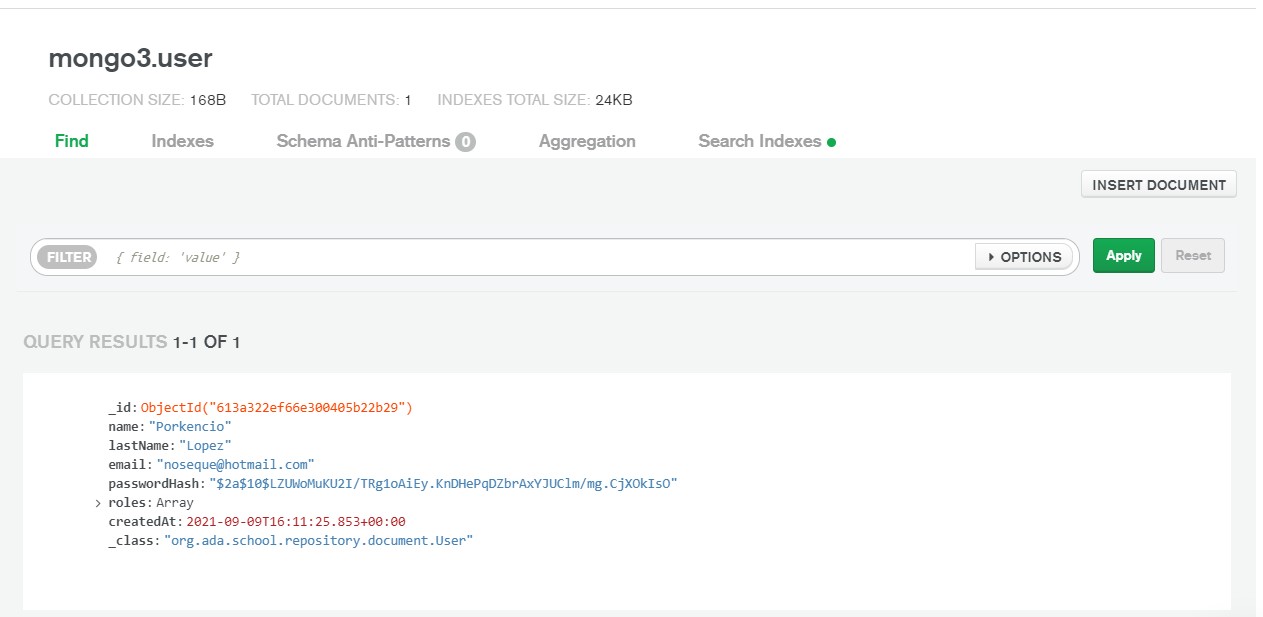 mongo3.user
COLLECTION SIZE: 168B TOTAL DOCUMENTS: 1 INDEXES TOTAL SIZE: 24KB
Find Indexes Schema Anti-Patterns 0 Aggregation Search Indexes
INSERT DOCUMENT
FILTER { field: 'value' } OPTIONS Apply Reset
QUERY RESULTS 1-1 OF 1
_id: ObjectId("613a322ef66e300405b22b29")
name: "Porkencio"
lastName: "Lopez"
email: "noseque@hotmail.com"
passwordHash: "$2a$10$LZUWoMuKU2I/TRg1oAiEy.KnDHePqDZbrAxYJUClm/mg.CjXOkIsO"
roles: Array
createdAt: 2021-09-09T16:11:25.853+00:00
_class: "org.ada.school.repository.document.User"